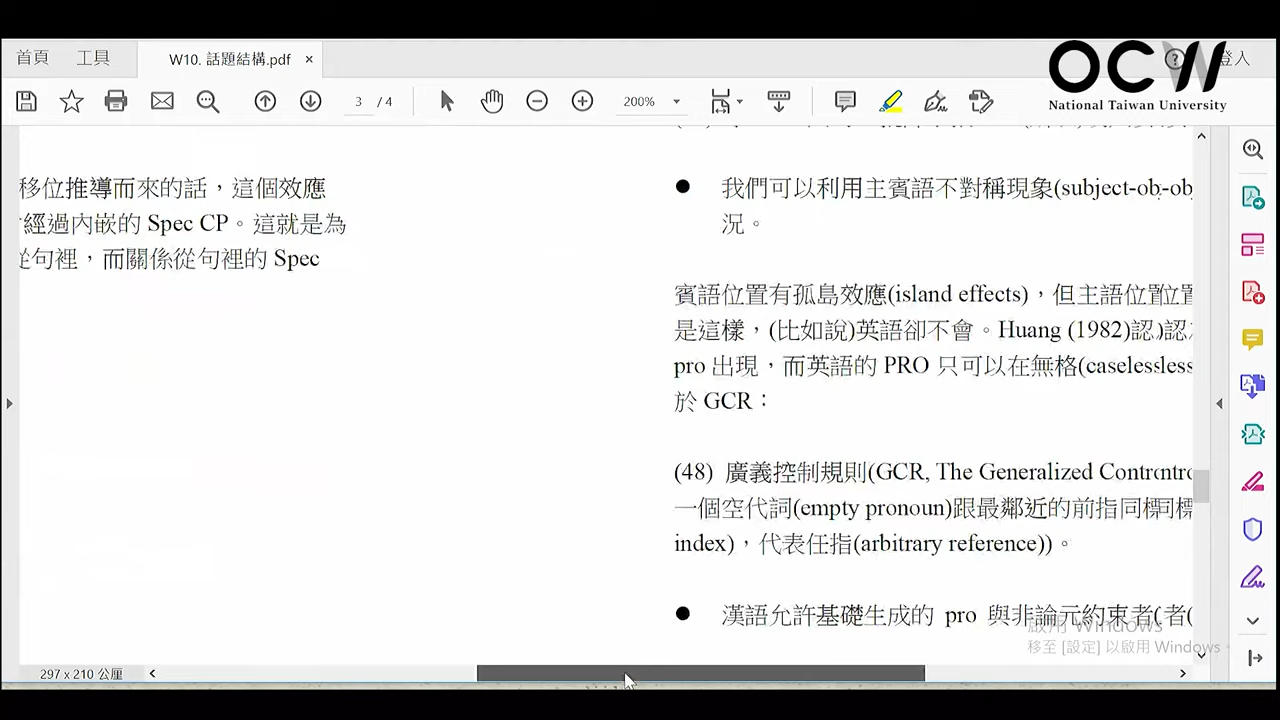 首頁 工具 W10. 話題結構.pdf ×
OCW
登入
National Taiwan University
3 / 4 200%
移位推導而來的話，這個效應
經過內嵌的 Spec CP。這就是為
從句裡，而關係從句裡的 Spec
● 我們可以利用主賓語不對稱現象(subject-ob-ob
況。
賓語位置有孤島效應(island effects)，但主語位置位置
是這樣，(比如說)英語卻不會。Huang (1982)認
pro 出現，而英語的 PRO 只可以在無格(caselessless
於 GCR：
(48) 廣義控制規則(GCR, The Generalized Controntro
一個空代詞(empty pronoun)跟最鄰近的前指同標同標
index)，代表任指(arbitrary reference))。
● 漢語允許基礎生成的 pro 與非論元約束者(者(
啟用 Windows
移至 [設定] 以啟用 Windows。
297 x 210 公厘